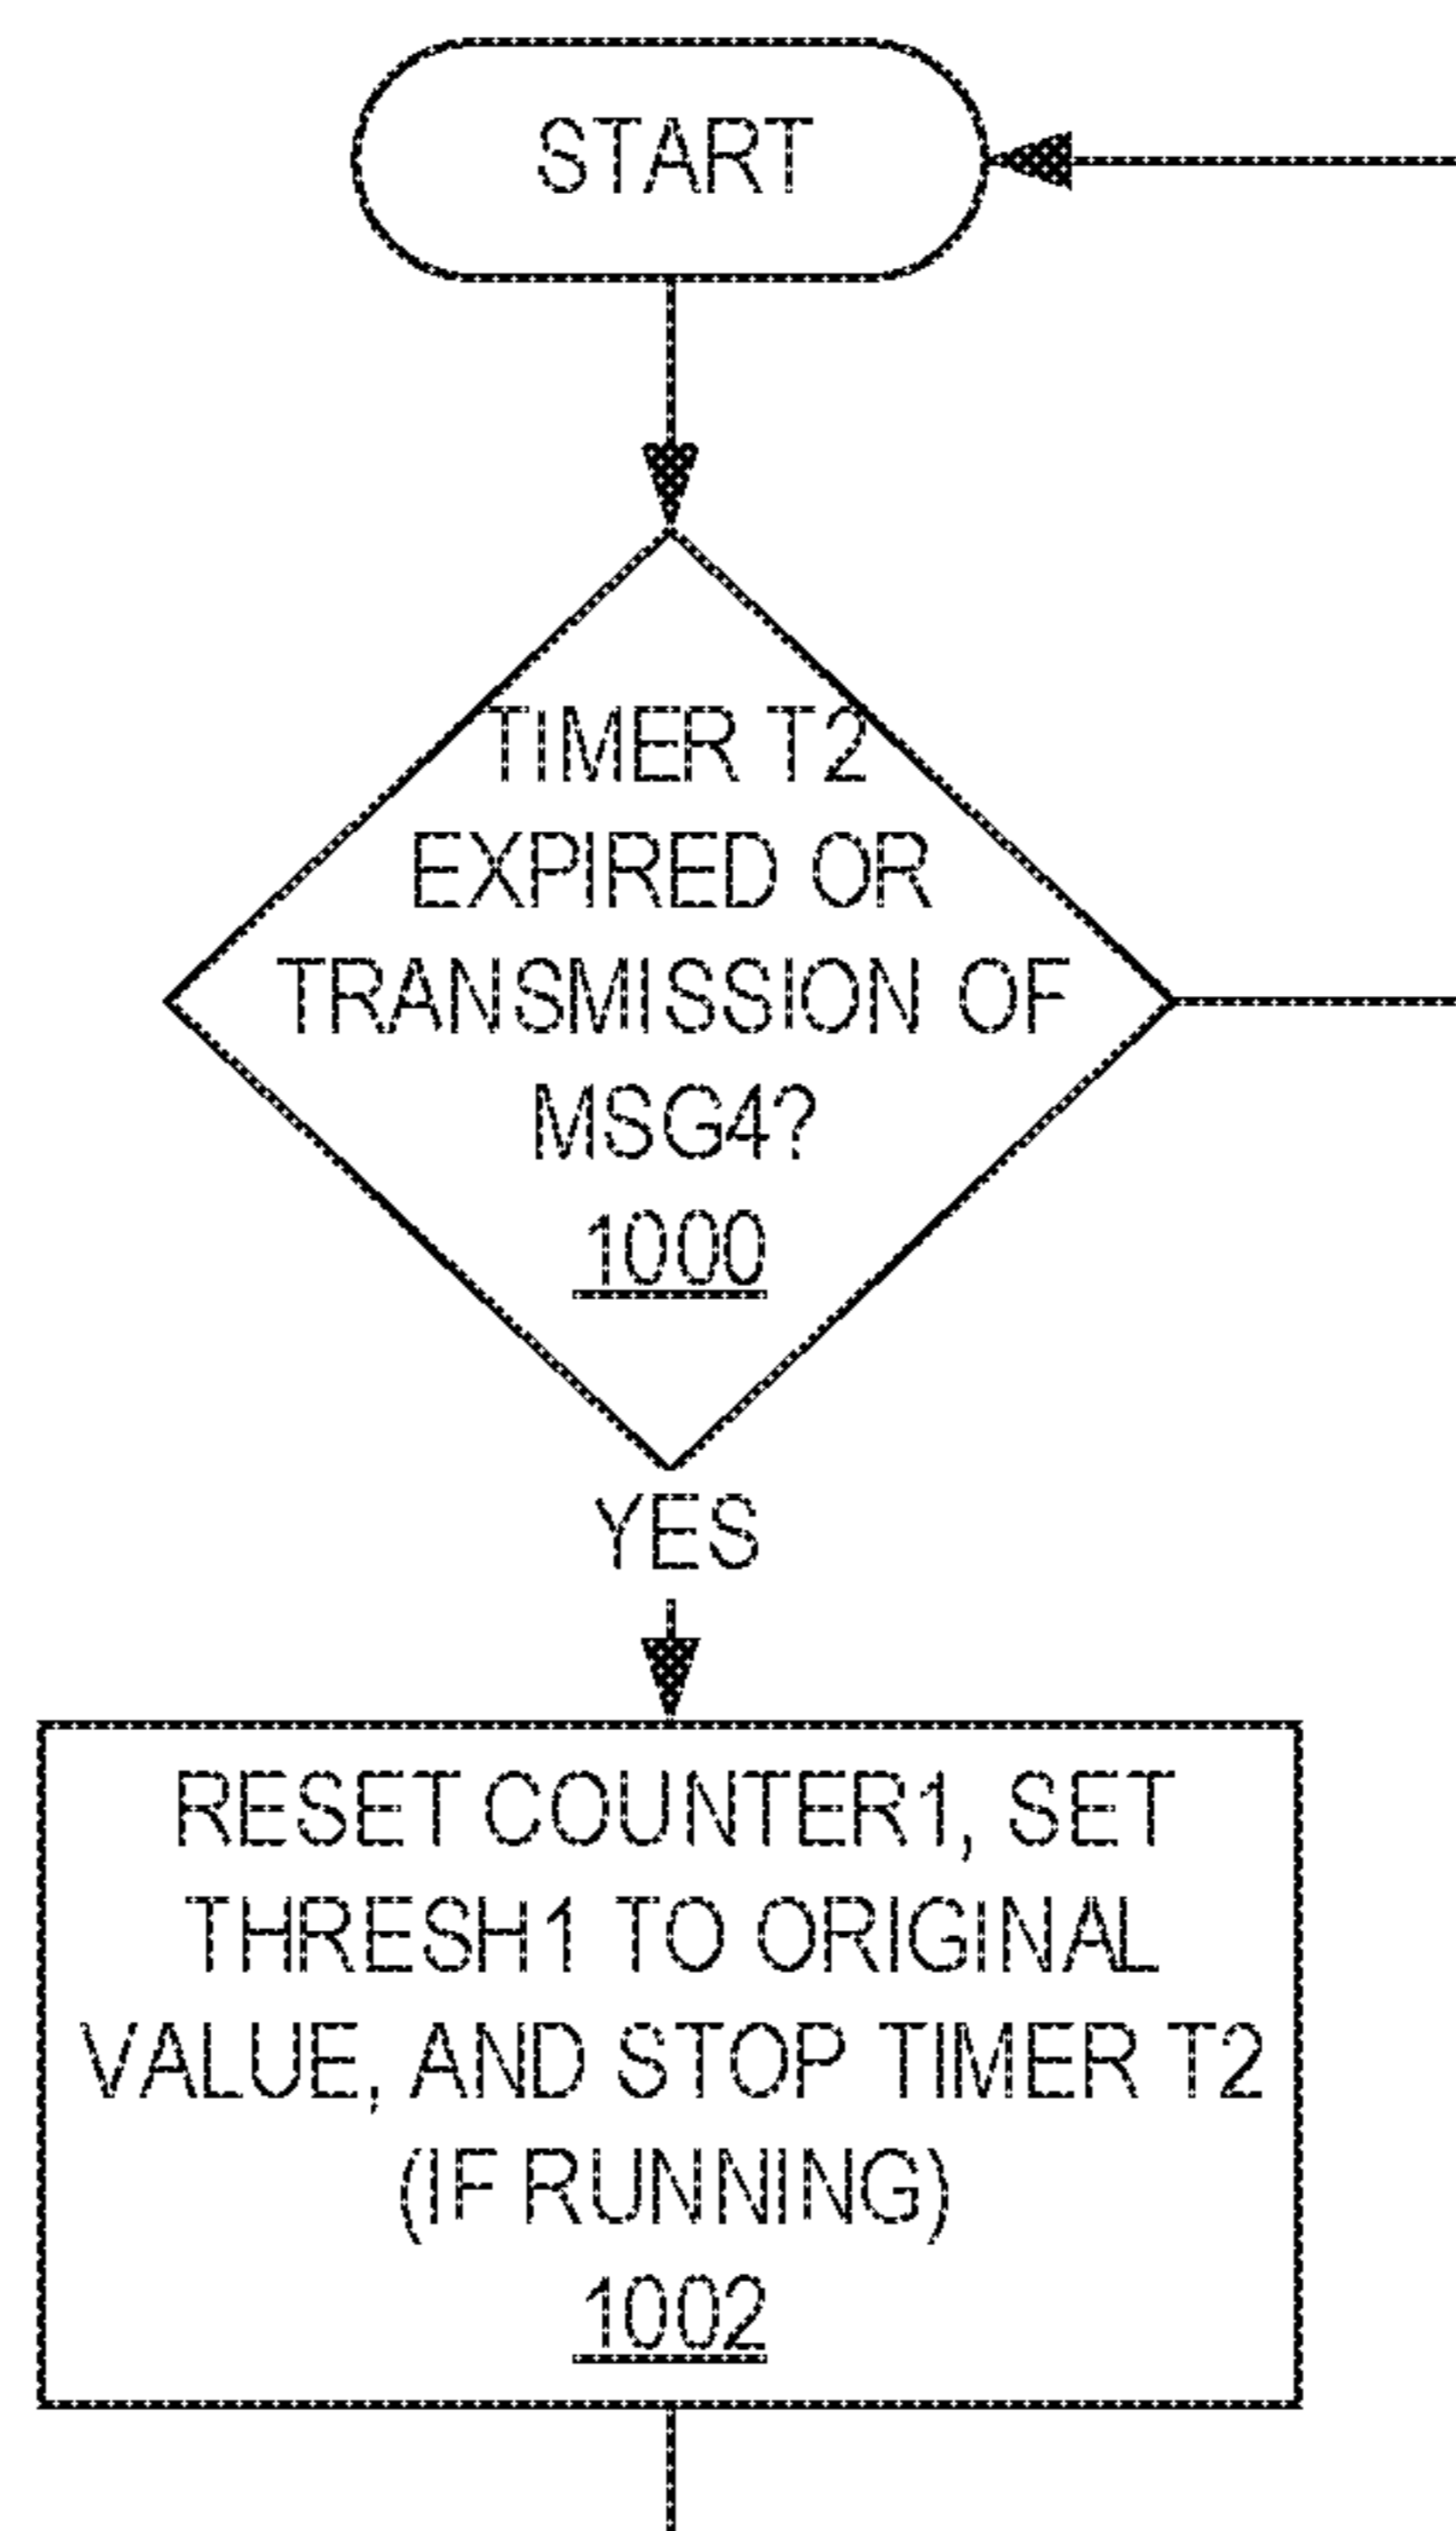 START
TIMER T2
EXPIRED OR
TRANSMISSION OF
MSG4?
1000
YES
RESET COUNTER1, SET
THRESH1 TO ORIGINAL
VALUE, AND STOP TIMER T2
(IF RUNNING)
1002